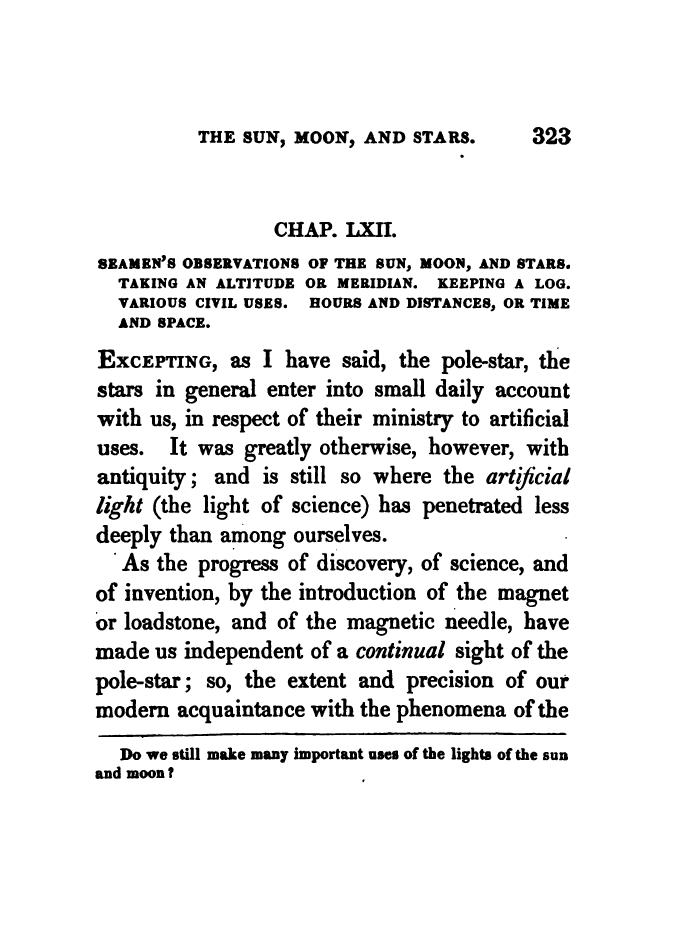 THE SUN, MOON, AND STARS. 323
CHAP. LXII.
SEAMEN'S OBSERVATIONS OF THE SUN, MOON, AND STARS.
TAKING AN ALTITUDE OR MERIDIAN. KEEPING A LOG.
VARIOUS CIVIL USES. HOURS AND DISTANCES, OR TIME
AND SPACE.
EXCEPTING, as I have said, the pole-star, the
stars in general enter into small daily account
with us, in respect of their ministry to artificial
uses. It was greatly otherwise, however, with
antiquity; and is still so where the artificial
light (the light of science) has penetrated less
deeply than among ourselves.
As the progress of discovery, of science, and
of invention, by the introduction of the magnet
or loadstone, and of the magnetic needle, have
made us independent of a continual sight of the
pole-star; so, the extent and precision of our
modern acquaintance with the phenomena of the
Do we still make many important uses of the lights of the sun
and moon?